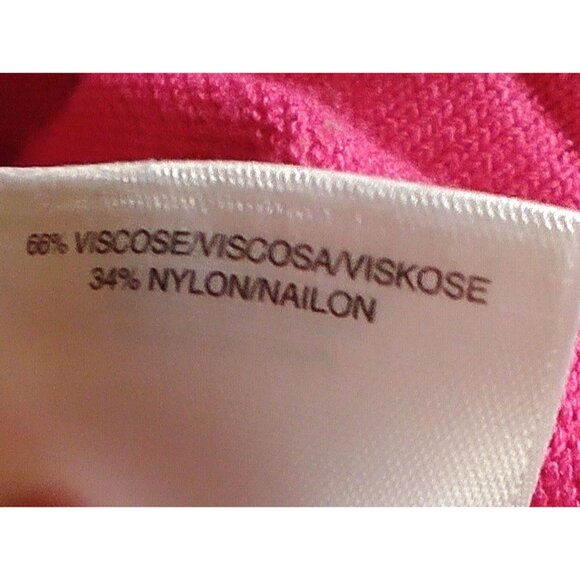 66% VISCOSE/VISCOSA/VISKOSE
34% NYLON/NAILON